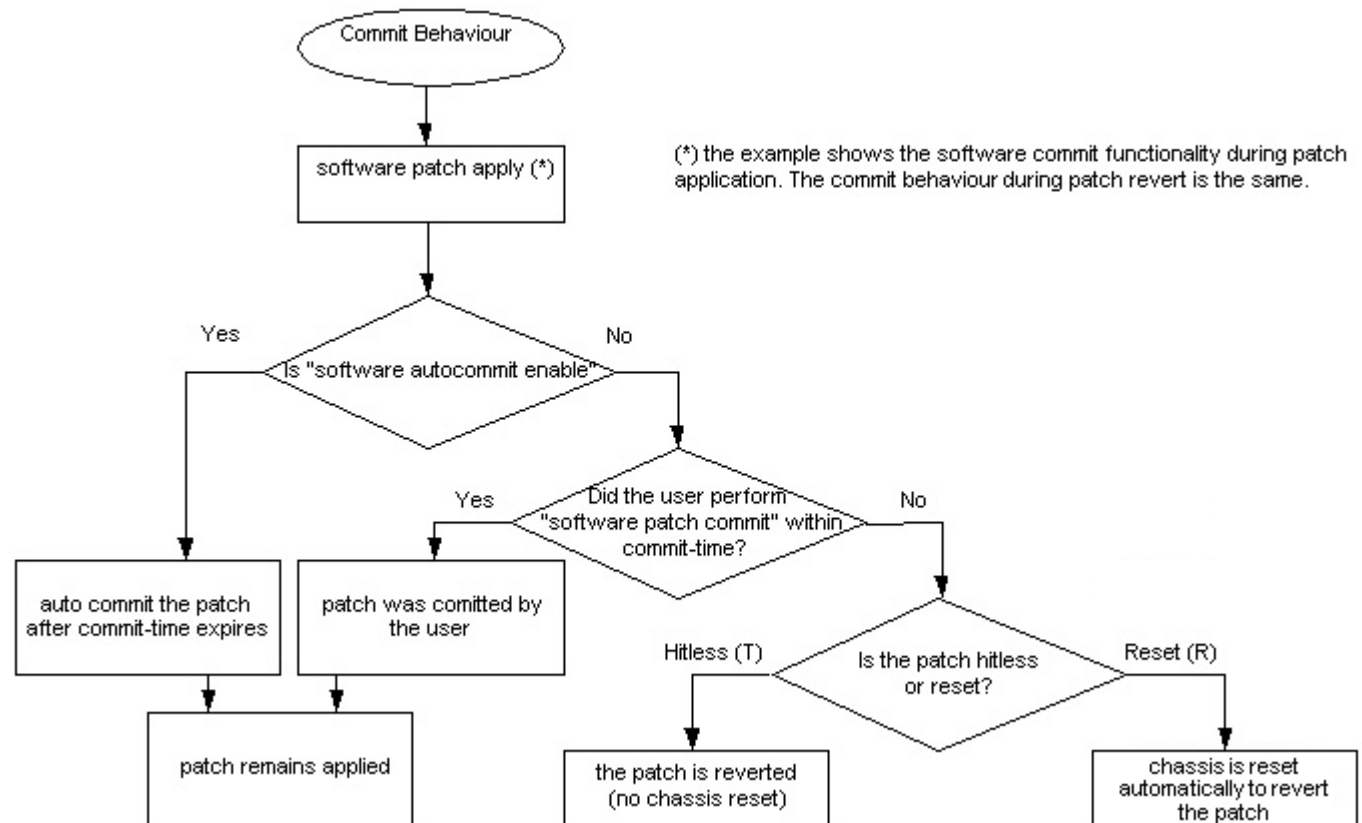 Commit Behaviour
software patch apply (*)
(*) the example shows the software commit functionality during patch
application. The commit behaviour during patch revert is the same.
Yes
No
Is "software autocommit enable"
Yes
Did the user perform
"software patch commit" within
commit-time?
No
auto commit the patch
after commit-time expires
patch was comitted by
the user
Hitless (T)
Is the patch hitless
or reset?
Reset (R)
patch remains applied
the patch is reverted
(no chassis reset)
chassis is reset
automatically to revert
the patch